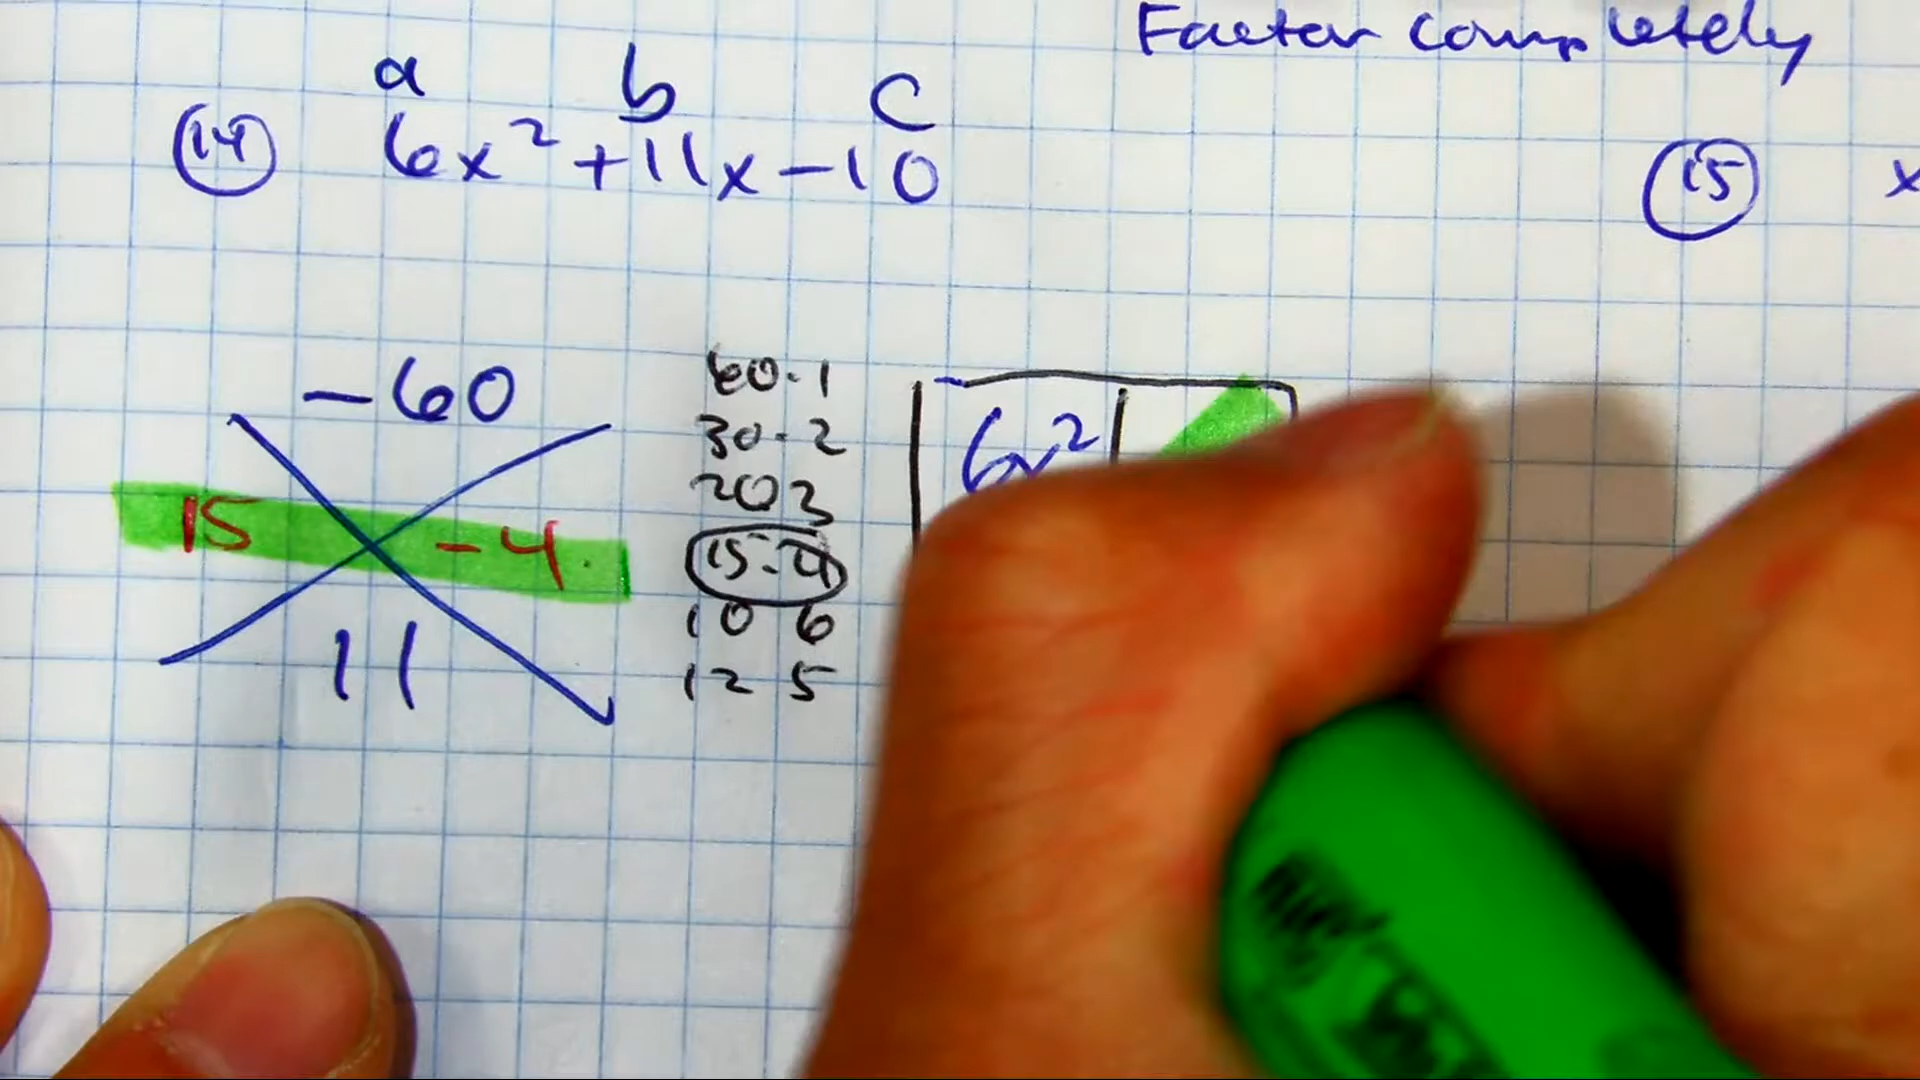 Factor completely
a b c
(14) 6x² +11x -10
(15) x
-60
15 -4
11
60·1
30·2
20 3
15-4
10 6
12 5
6x²